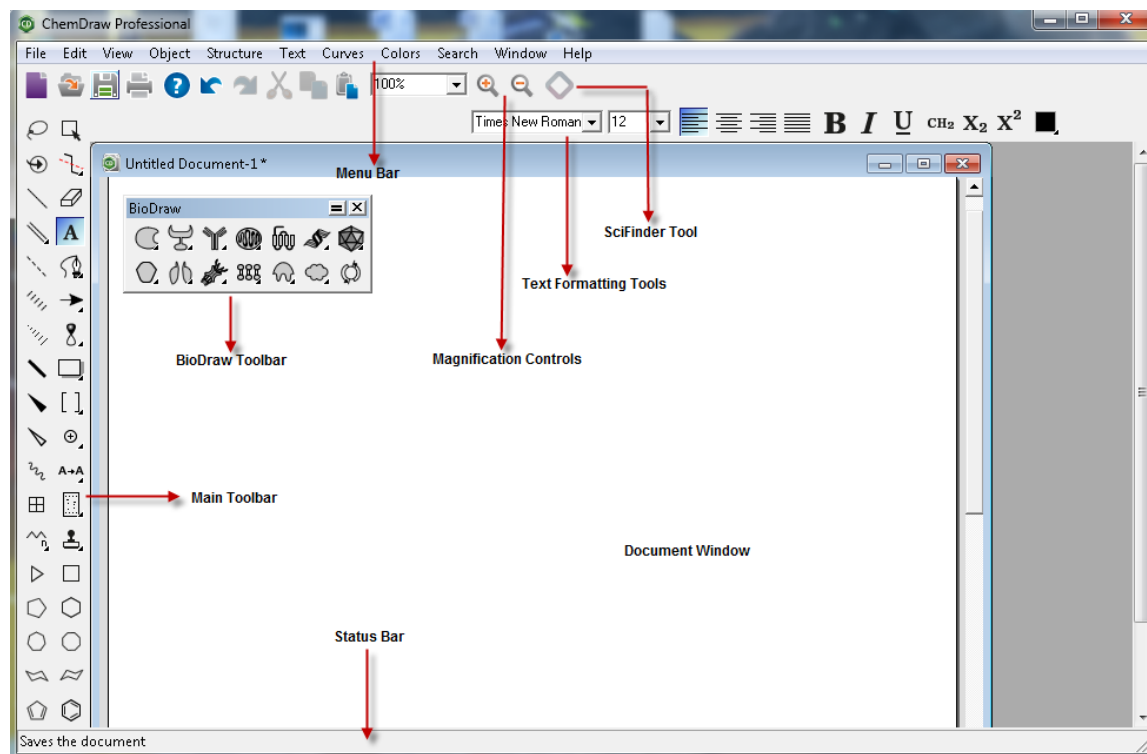 ChemDraw Professional
File Edit View Object Structure Text Curves Colors Search Window Help
100%
Times New Roman 12 B I U CH₂ X₂ X²
Untitled Document-1 *
Menu Bar
BioDraw
A
SciFinder Tool
Text Formatting Tools
BioDraw Toolbar
Magnification Controls
A→A
Main Toolbar
n
Document Window
Status Bar
Saves the document